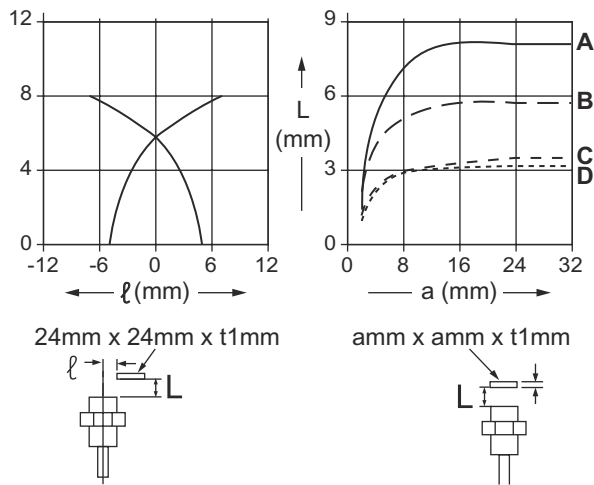 12
8
4
0
-12 -6 0 6 12
ℓ (mm)
L
(mm)
9
6
3
0
0 8 16 24 32
a (mm)
A
B
C
D
24mm x 24mm x t1mm
ℓ
L
amm x amm x t1mm
L